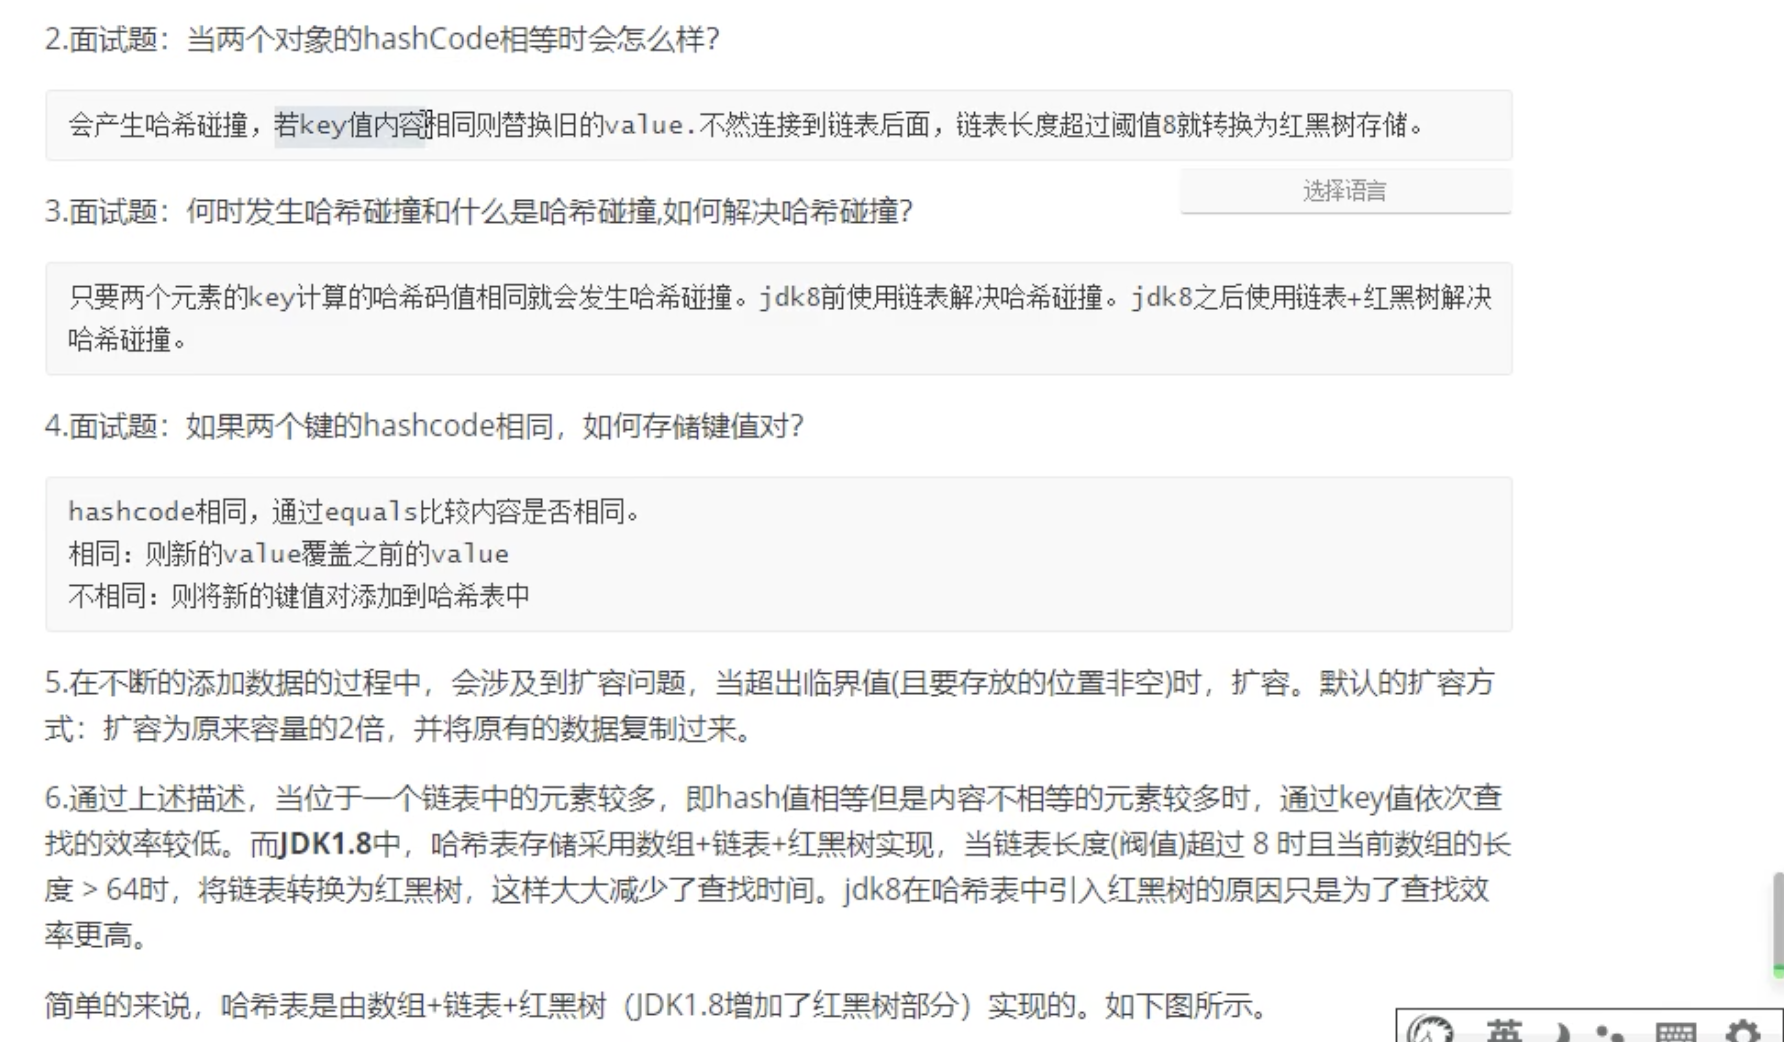 2.面试题：当两个对象的hashCode相等时会怎么样?
会产生哈希碰撞，若key值内容相同则替换旧的value.不然连接到链表后面，链表长度超过阈值8就转换为红黑树存储。
选择语言
3.面试题：何时发生哈希碰撞和什么是哈希碰撞,如何解决哈希碰撞?
只要两个元素的key计算的哈希码值相同就会发生哈希碰撞。jdk8前使用链表解决哈希碰撞。jdk8之后使用链表+红黑树解决
哈希碰撞。
4.面试题：如果两个键的hashcode相同，如何存储键值对?
hashcode相同，通过equals比较内容是否相同。
相同：则新的value覆盖之前的value
不相同：则将新的键值对添加到哈希表中
5.在不断的添加数据的过程中，会涉及到扩容问题，当超出临界值(且要存放的位置非空)时，扩容。默认的扩容方
式：扩容为原来容量的2倍，并将原有的数据复制过来。
6.通过上述描述，当位于一个链表中的元素较多，即hash值相等但是内容不相等的元素较多时，通过key值依次查
找的效率较低。而JDK1.8中，哈希表存储采用数组+链表+红黑树实现，当链表长度(阀值)超过 8 时且当前数组的长
度 > 64时，将链表转换为红黑树，这样大大减少了查找时间。jdk8在哈希表中引入红黑树的原因只是为了查找效
率更高。
简单的来说，哈希表是由数组+链表+红黑树（JDK1.8增加了红黑树部分）实现的。如下图所示。
英